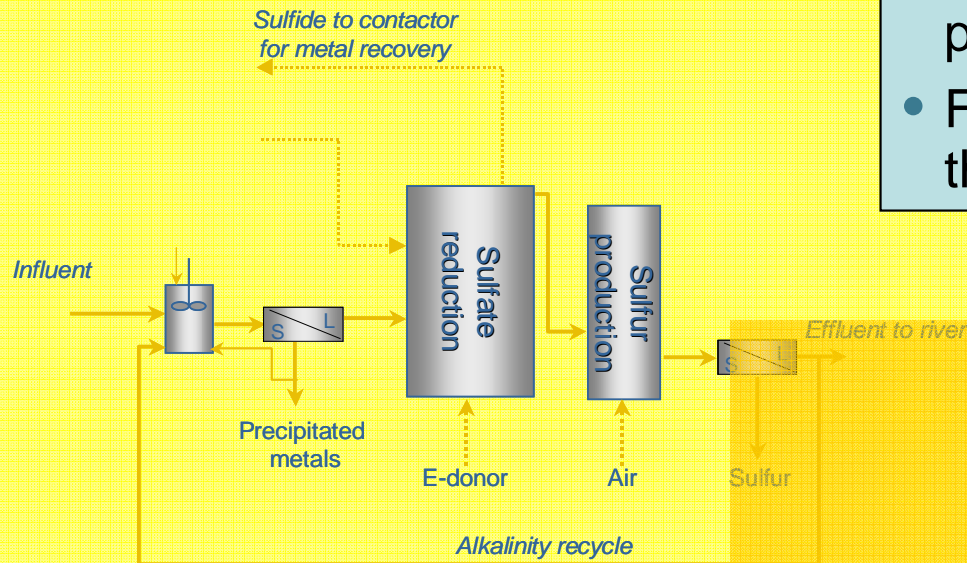 Sulfide to contactor
for metal recovery
p
• F
th
Influent
Sulfate
reduction
Sulfur
production
S L
Effluent to river
S L
Precipitated
metals
E-donor
Air
Sulfur
Alkalinity recycle